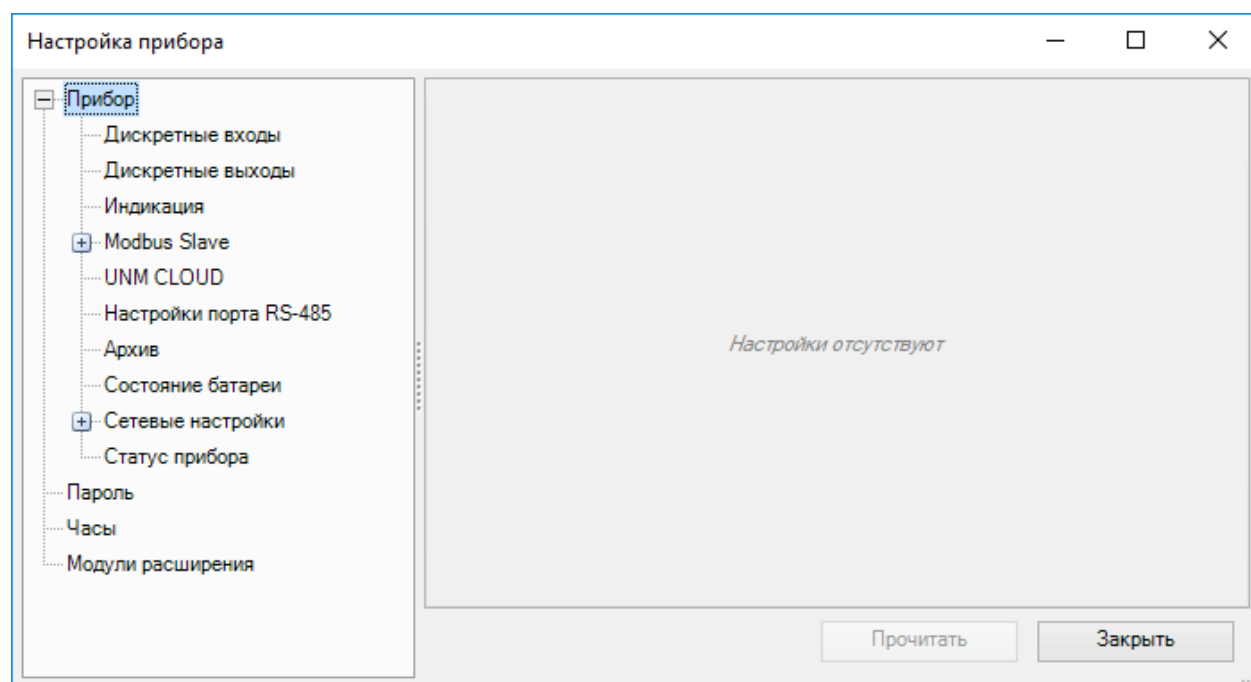 Настройка прибора
Прибор
Дискретные входы
Дискретные выходы
Индикация
Modbus Slave
UNM CLOUD
Настройки порта RS-485
Архив
Состояние батареи
Сетевые настройки
Статус прибора
Пароль
Часы
Модули расширения
Настройки отсутствуют
Прочитать
Закрыть